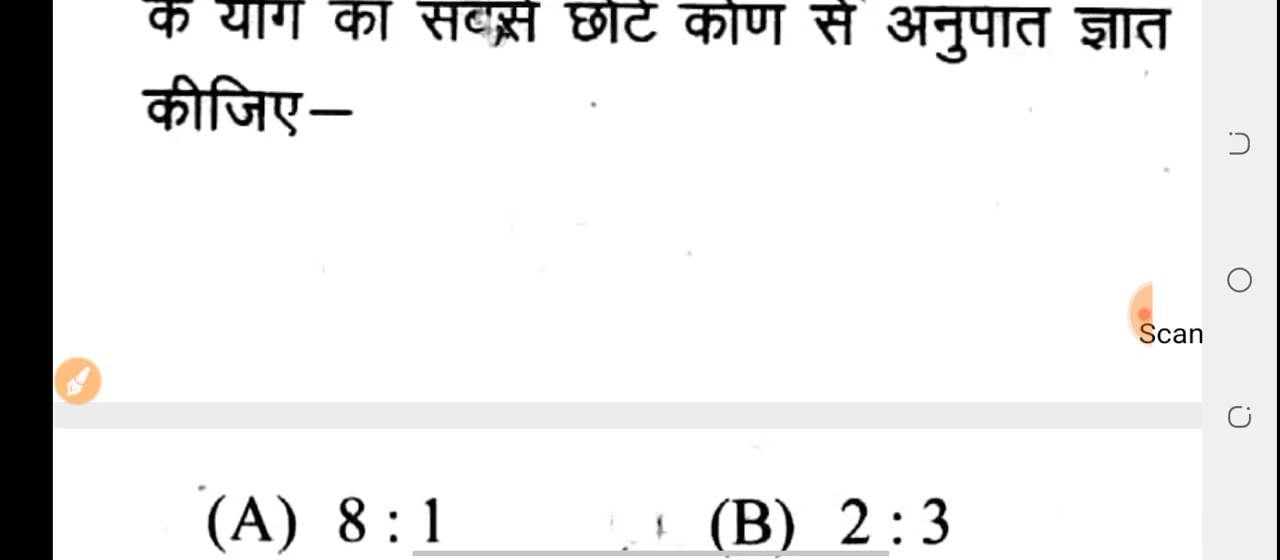 के योग का सबसे छोटे कोण से अनुपात ज्ञात
कीजिए—
Scan
(A) 8 : 1 (B) 2 : 3